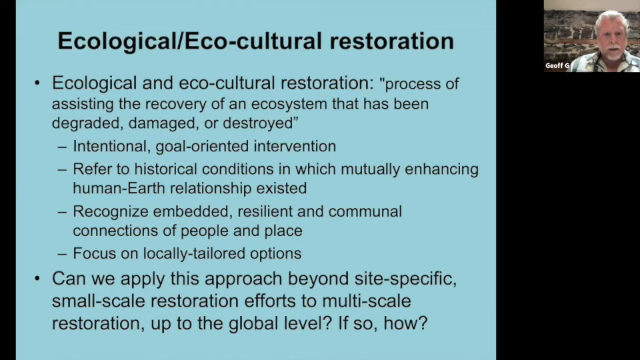 Ecological/Eco-cultural restoration
• Ecological and eco-cultural restoration: "process of
assisting the recovery of an ecosystem that has been
degraded, damaged, or destroyed"
– Intentional, goal-oriented intervention
– Refer to historical conditions in which mutually enhancing
human-Earth relationship existed
– Recognize embedded, resilient and communal
connections of people and place
– Focus on locally-tailored options
• Can we apply this approach beyond site-specific,
small-scale restoration efforts to multi-scale
restoration, up to the global level? If so, how?
Geoff G